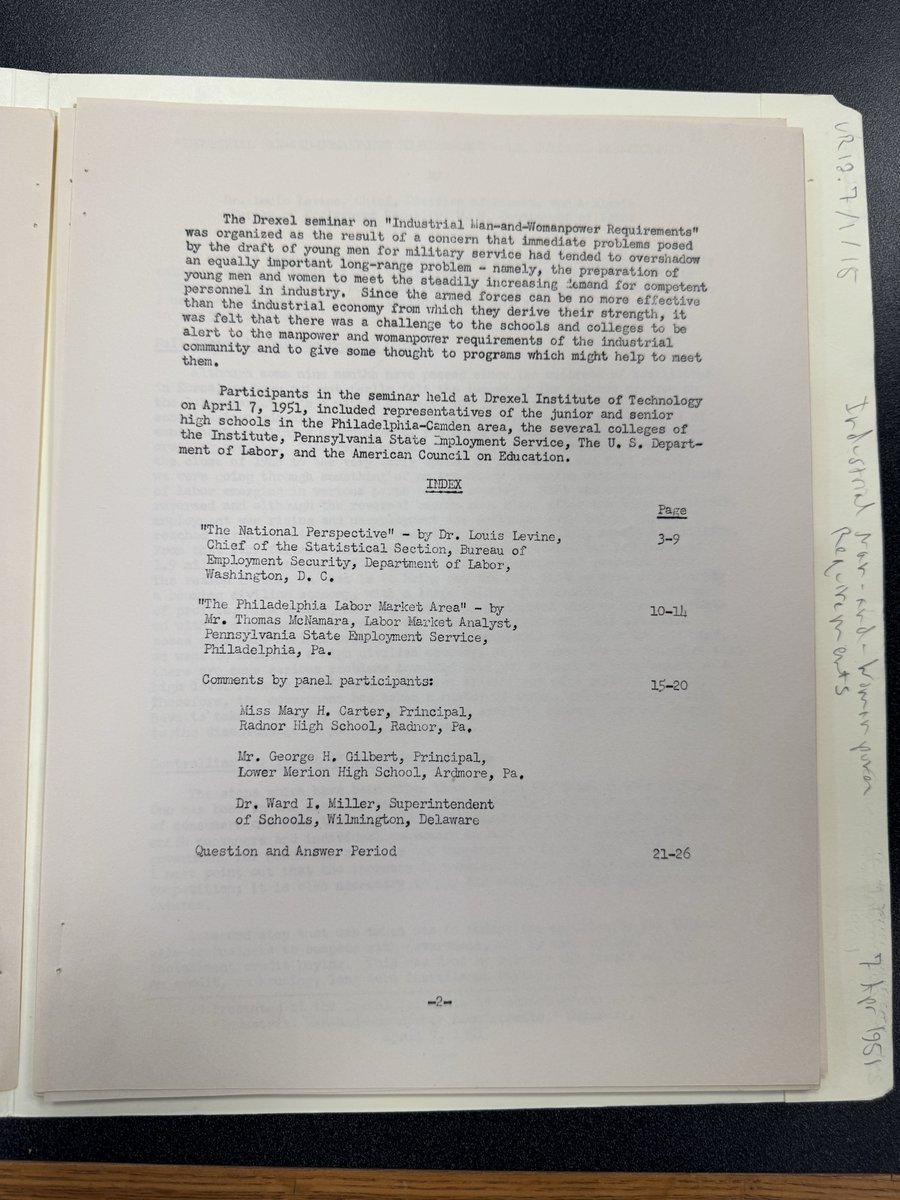 The Drexel seminar on "Industrial Man-and-Womanpower Requirements"
was organized as the result of a concern that immediate problems posed
by the draft of young men for military service had tended to overshadow
an equally important long-range problem - namely, the preparation of
young men and women to meet the steadily increasing demand for competent
personnel in industry. Since the armed forces can be no more effective
than the industrial economy from which they derive their strength, it
was felt that there was a challenge to the schools and colleges to be
alert to the manpower and womanpower requirements of the industrial
community and to give some thought to programs which might help to meet
them.
Participants in the seminar held at Drexel Institute of Technology
on April 7, 1951, included representatives of the junior and senior
high schools in the Philadelphia-Camden area, the several colleges of
the Institute, Pennsylvania State Employment Service, The U. S. Depart-
ment of Labor, and the American Council on Education.
INDEX
Page
"The National Perspective" - by Dr. Louis Levine, 3-9
Chief of the Statistical Section, Bureau of
Employment Security, Department of Labor,
Washington, D. C.
"The Philadelphia Labor Market Area" - by 10-14
Mr. Thomas McNamara, Labor Market Analyst,
Pennsylvania State Employment Service,
Philadelphia, Pa.
Comments by panel participants: 15-20
Miss Mary H. Carter, Principal,
Radnor High School, Radnor, Pa.
Mr. George H. Gilbert, Principal,
Lower Merion High School, Ardmore, Pa.
Dr. Ward I. Miller, Superintendent
of Schools, Wilmington, Delaware
Question and Answer Period 21-26
-2-
UR 12.7/1/15
Industrial Man-and-Womanpower
Requirements
7 Apr 1951